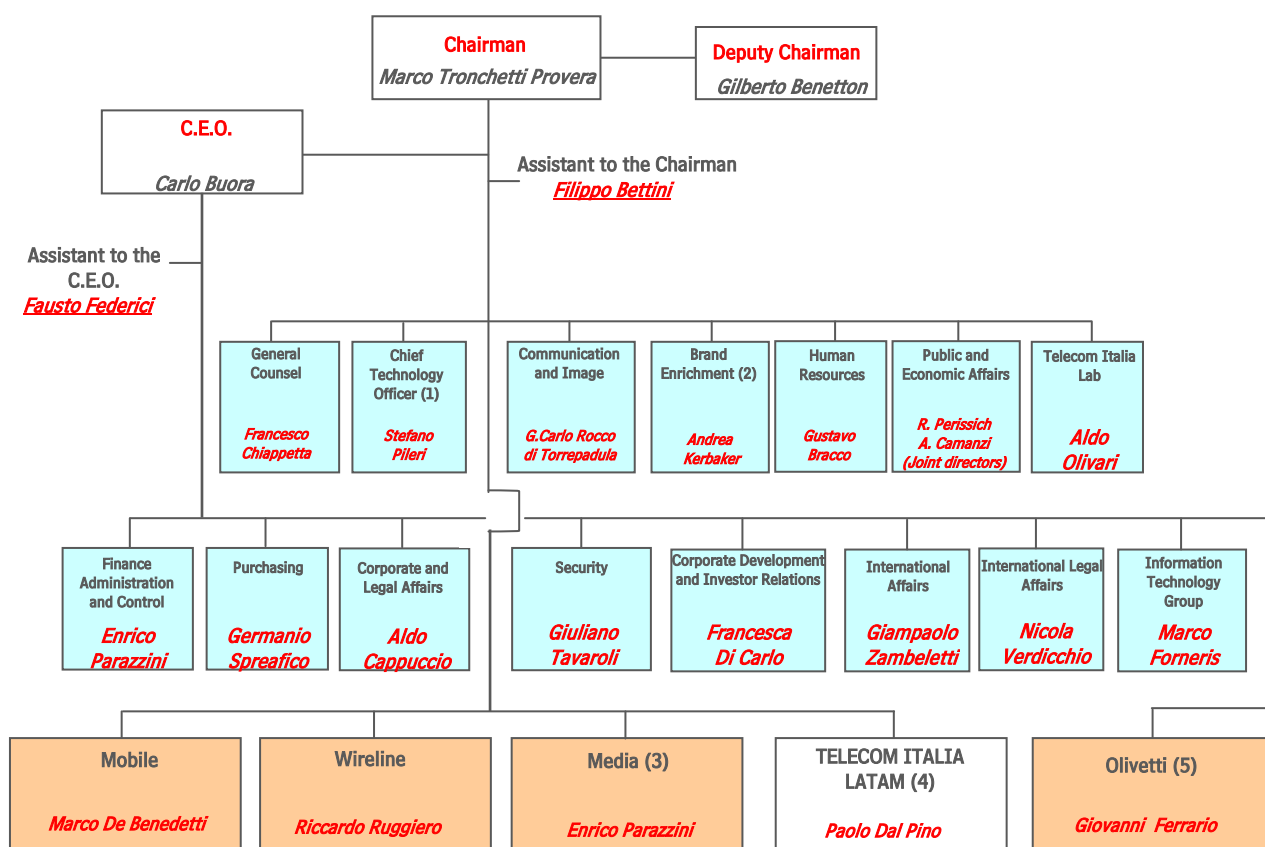 Chairman
Marco Tronchetti Provera
Deputy Chairman
Gilberto Benetton
C.E.O.
Carlo Buora
Assistant to the Chairman
Filippo Bettini
Assistant to the
C.E.O.
Fausto Federici
General
Counsel
Francesco
Chiappetta
Chief
Technology
Officer (1)
Stefano
Pileri
Communication
and Image
G.Carlo Rocco
di Torrepadula
Brand
Enrichment (2)
Andrea
Kerbaker
Human
Resources
Gustavo
Bracco
Public and
Economic Affairs
R. Perissich
A. Camanzi
(Joint directors)
Telecom Italia
Lab
Aldo
Olivari
Finance
Administration
and Control
Enrico
Parazzini
Purchasing
Germanio
Spreafico
Corporate and
Legal Affairs
Aldo
Cappuccio
Security
Giuliano
Tavaroli
Corporate Development
and Investor Relations
Francesca
Di Carlo
International
Affairs
Giampaolo
Zambeletti
International Legal
Affairs
Nicola
Verdicchio
Information
Technology
Group
Marco
Forneris
Mobile
Marco De Benedetti
Wireline
Riccardo Ruggiero
Media (3)
Enrico Parazzini
TELECOM ITALIA
LATAM (4)
Paolo Dal Pino
Olivetti (5)
Giovanni Ferrario